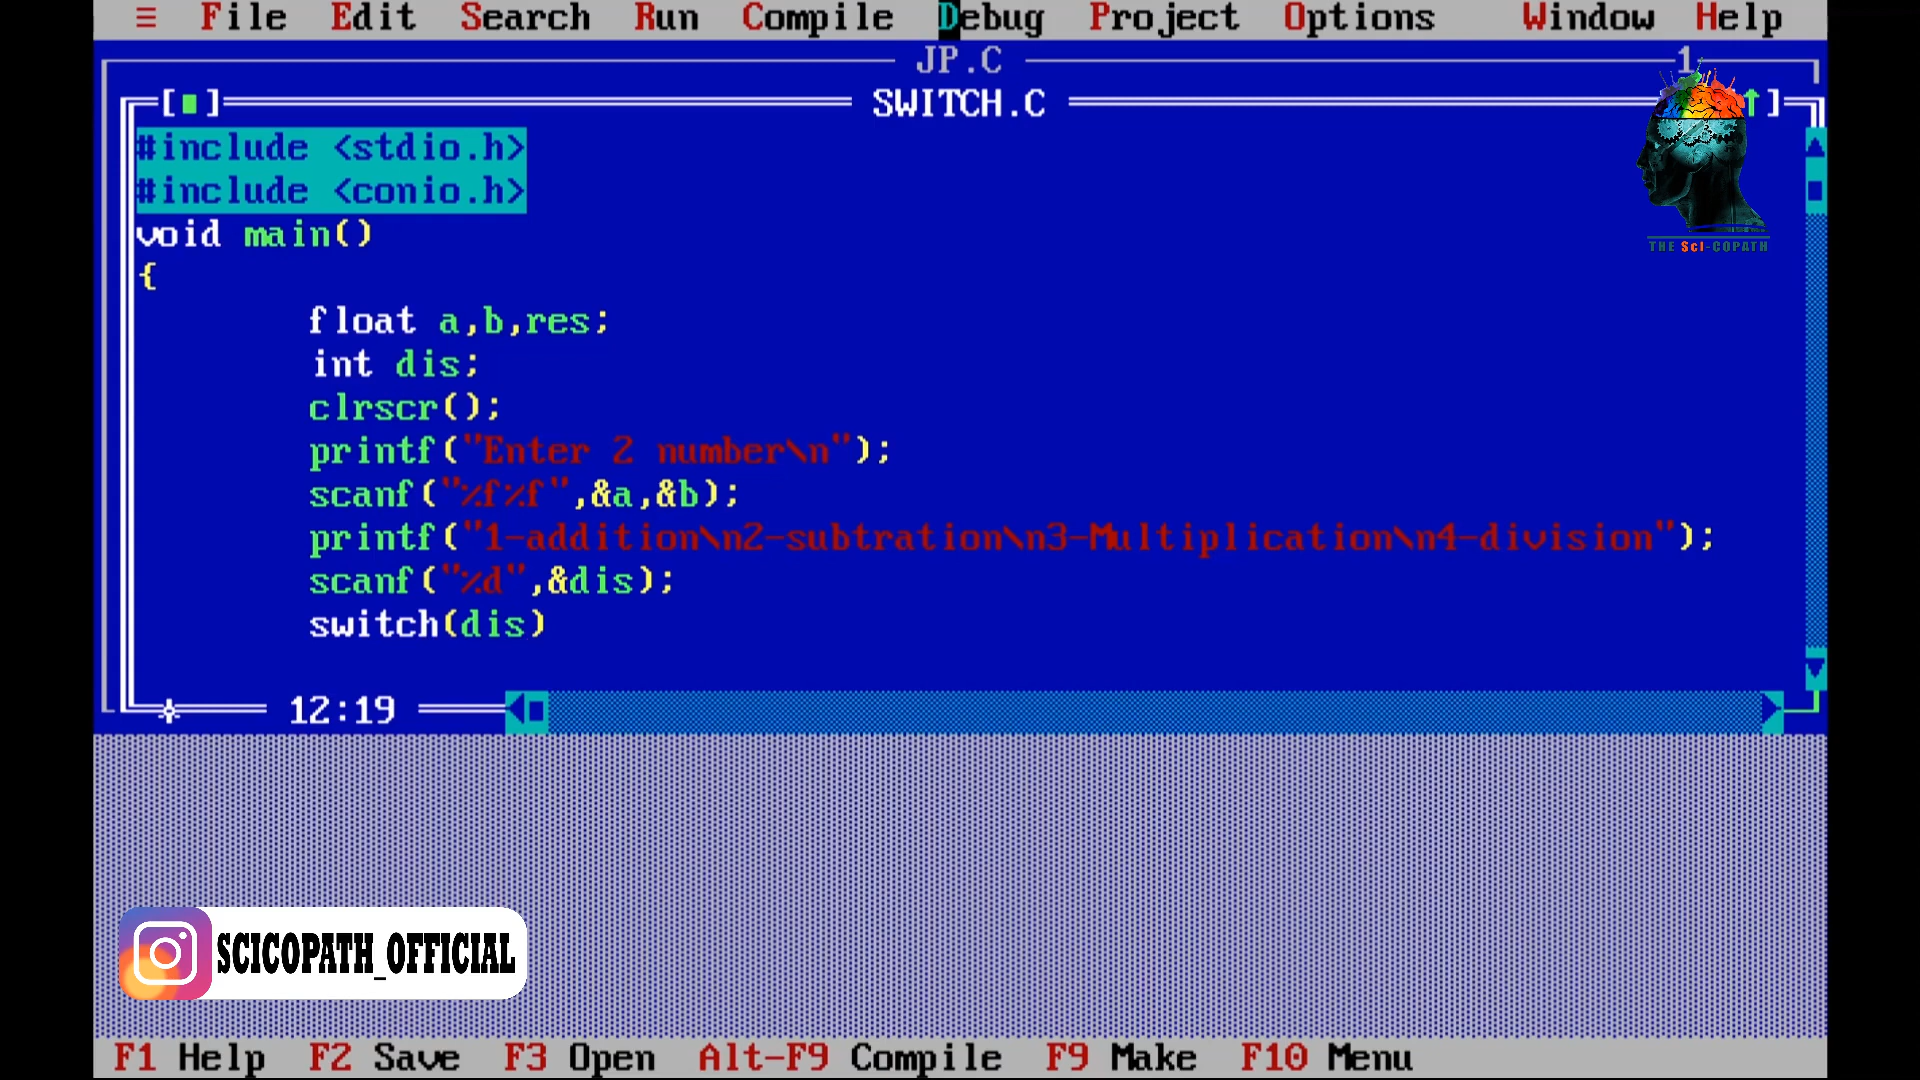 ≡ File Edit Search Run Compile Debug Project Options Window Help
JP.C 1
[■] SWITCH.C ↑]
#include <stdio.h>
#include <conio.h>
void main()
{
float a,b,res;
int dis;
clrscr();
printf("Enter 2 number\n");
scanf("%f%f",&a,&b);
printf("1-addition\n2-subtration\n3-Multiplication\n4-division");
scanf("%d",&dis);
switch(dis)
12:19
THE Sci-COPATH
SCICOPATH_OFFICIAL
F1 Help F2 Save F3 Open Alt-F9 Compile F9 Make F10 Menu